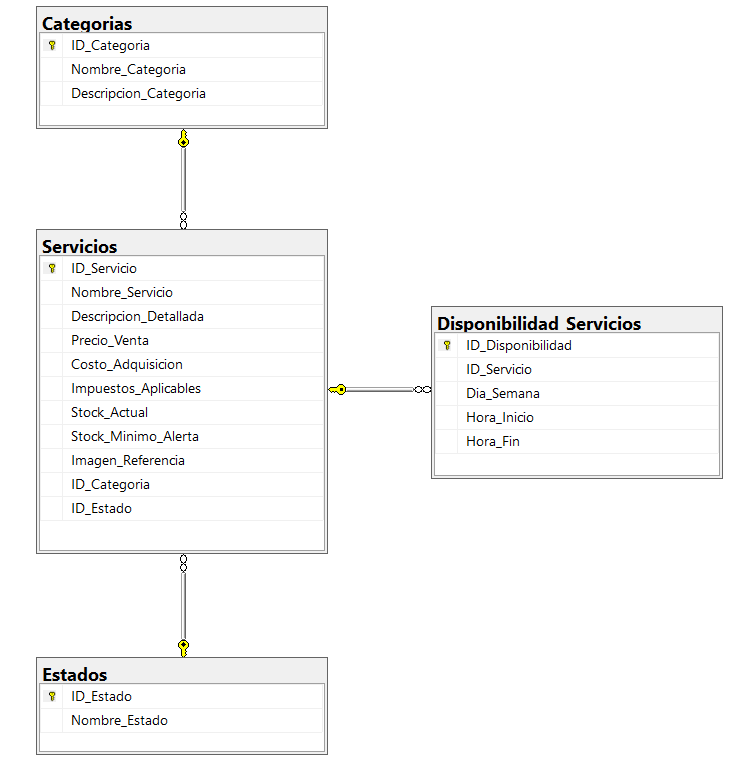 Categorias
ID_Categoria
Nombre_Categoria
Descripcion_Categoria
Servicios
ID_Servicio
Nombre_Servicio
Descripcion_Detallada
Precio_Venta
Costo_Adquisicion
Impuestos_Aplicables
Stock_Actual
Stock_Minimo_Alerta
Imagen_Referencia
ID_Categoria
ID_Estado
Disponibilidad_Servicios
ID_Disponibilidad
ID_Servicio
Dia_Semana
Hora_Inicio
Hora_Fin
Estados
ID_Estado
Nombre_Estado